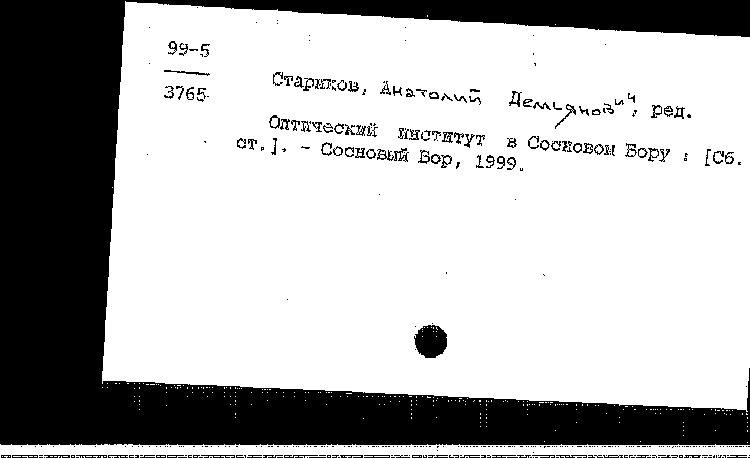 99-5
3765
Стариков, Анатолий Демьянович, ред.
Оптический институт в Сосновом Бору : [Сб.
ст.]. - Сосновый Бор, 1999.